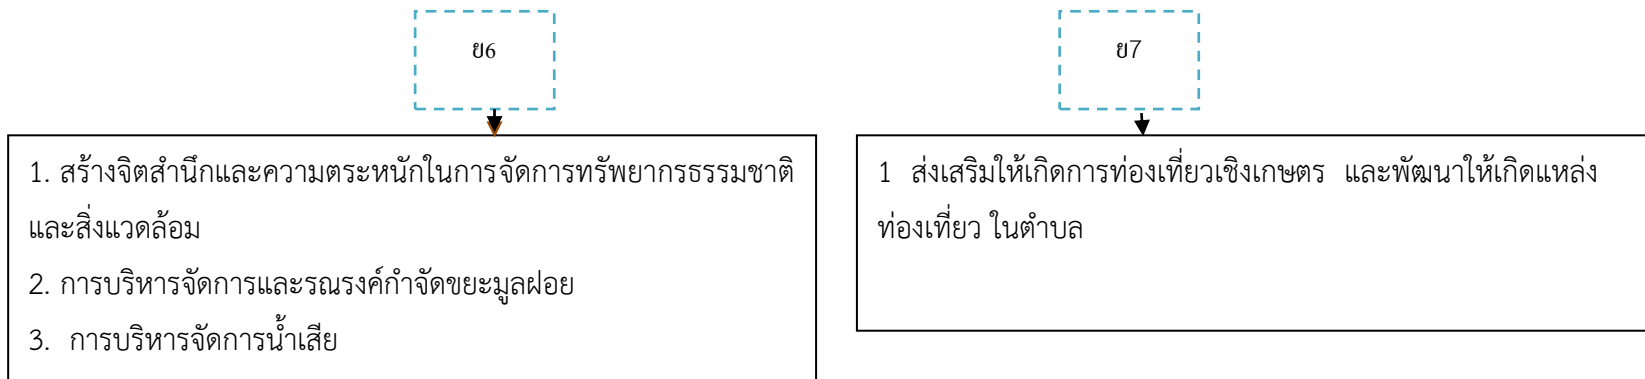 ย6
ย7
1. สร้างจิตสำนึกและความตระหนักในการจัดการทรัพยากรธรรมชาติ
และสิ่งแวดล้อม
2. การบริหารจัดการและรณรงค์กำจัดขยะมูลฝอย
3. การบริหารจัดการน้ำเสีย
1 ส่งเสริมให้เกิดการท่องเที่ยวเชิงเกษตร และพัฒนาให้เกิดแหล่ง
ท่องเที่ยว ในตำบล